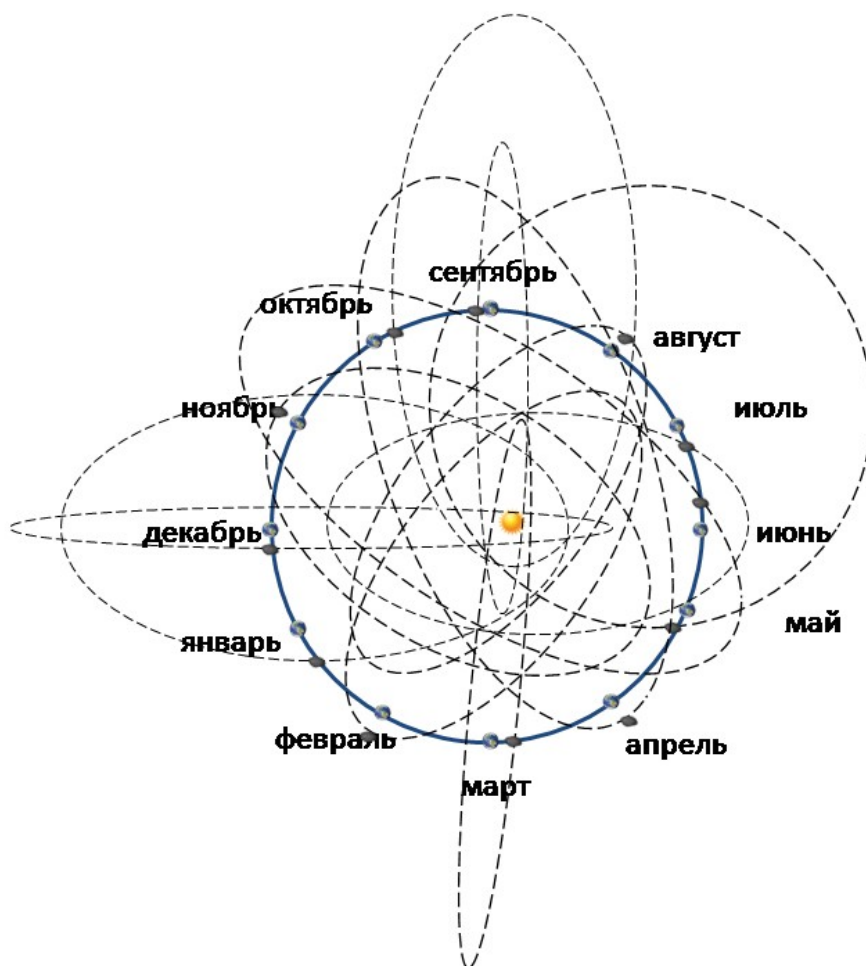 сентябрь
октябрь
август
ноябрь
июль
декабрь
июнь
май
январь
февраль
апрель
март